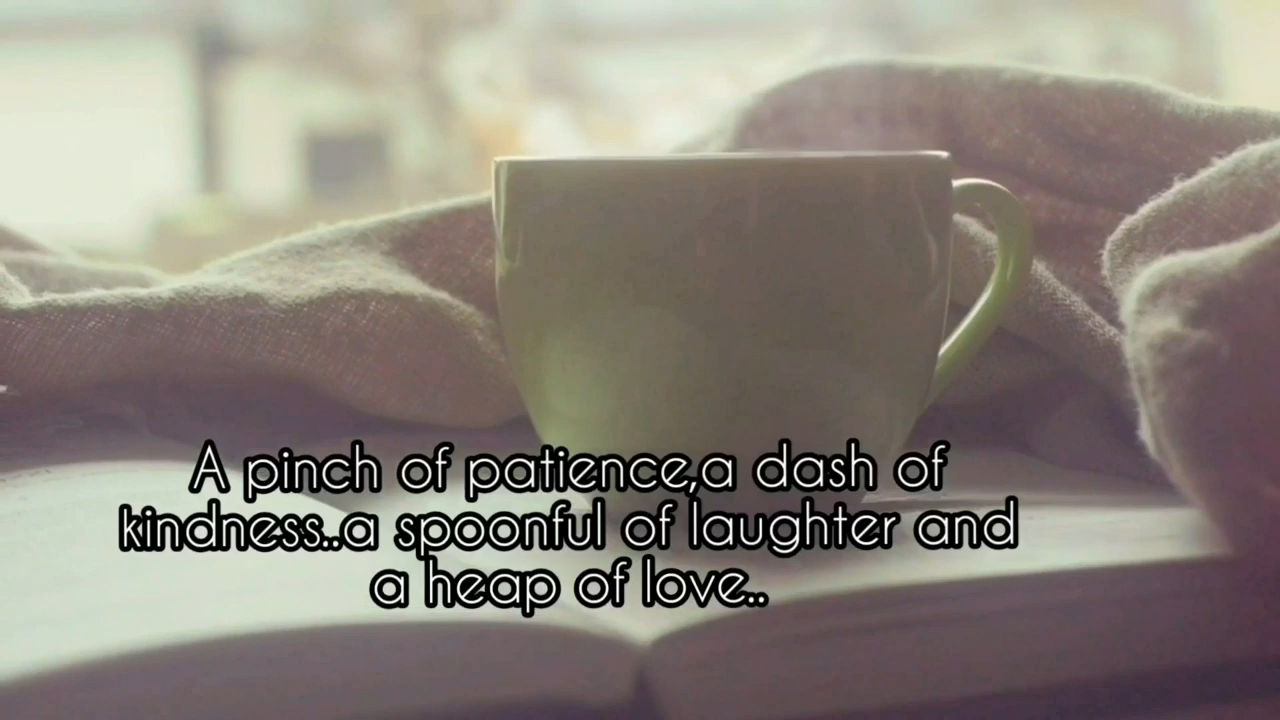 A pinch of patience,a dash of
kindness..a spoonful of laughter and
a heap of love..